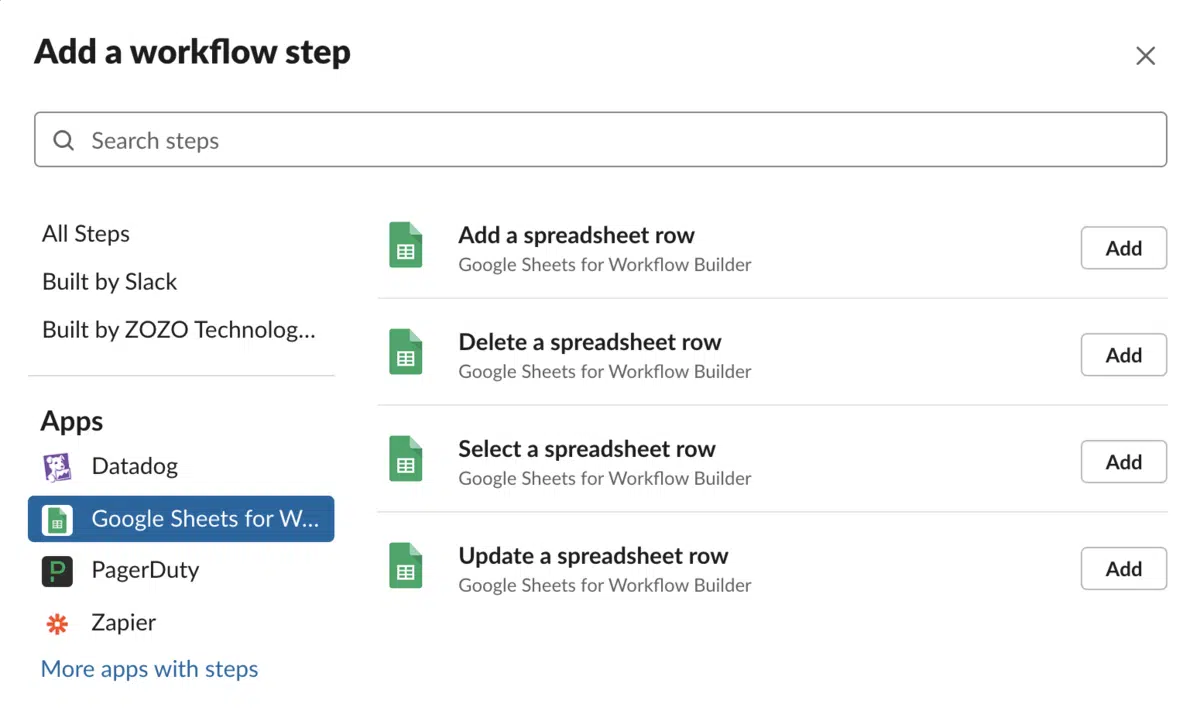 Add a workflow step
Search steps
All Steps
Built by Slack
Built by ZOZO Technolog...
Apps
Datadog
Google Sheets for W...
PagerDuty
Zapier
More apps with steps
Add a spreadsheet row
Google Sheets for Workflow Builder
Add
Delete a spreadsheet row
Google Sheets for Workflow Builder
Add
Select a spreadsheet row
Google Sheets for Workflow Builder
Add
Update a spreadsheet row
Google Sheets for Workflow Builder
Add